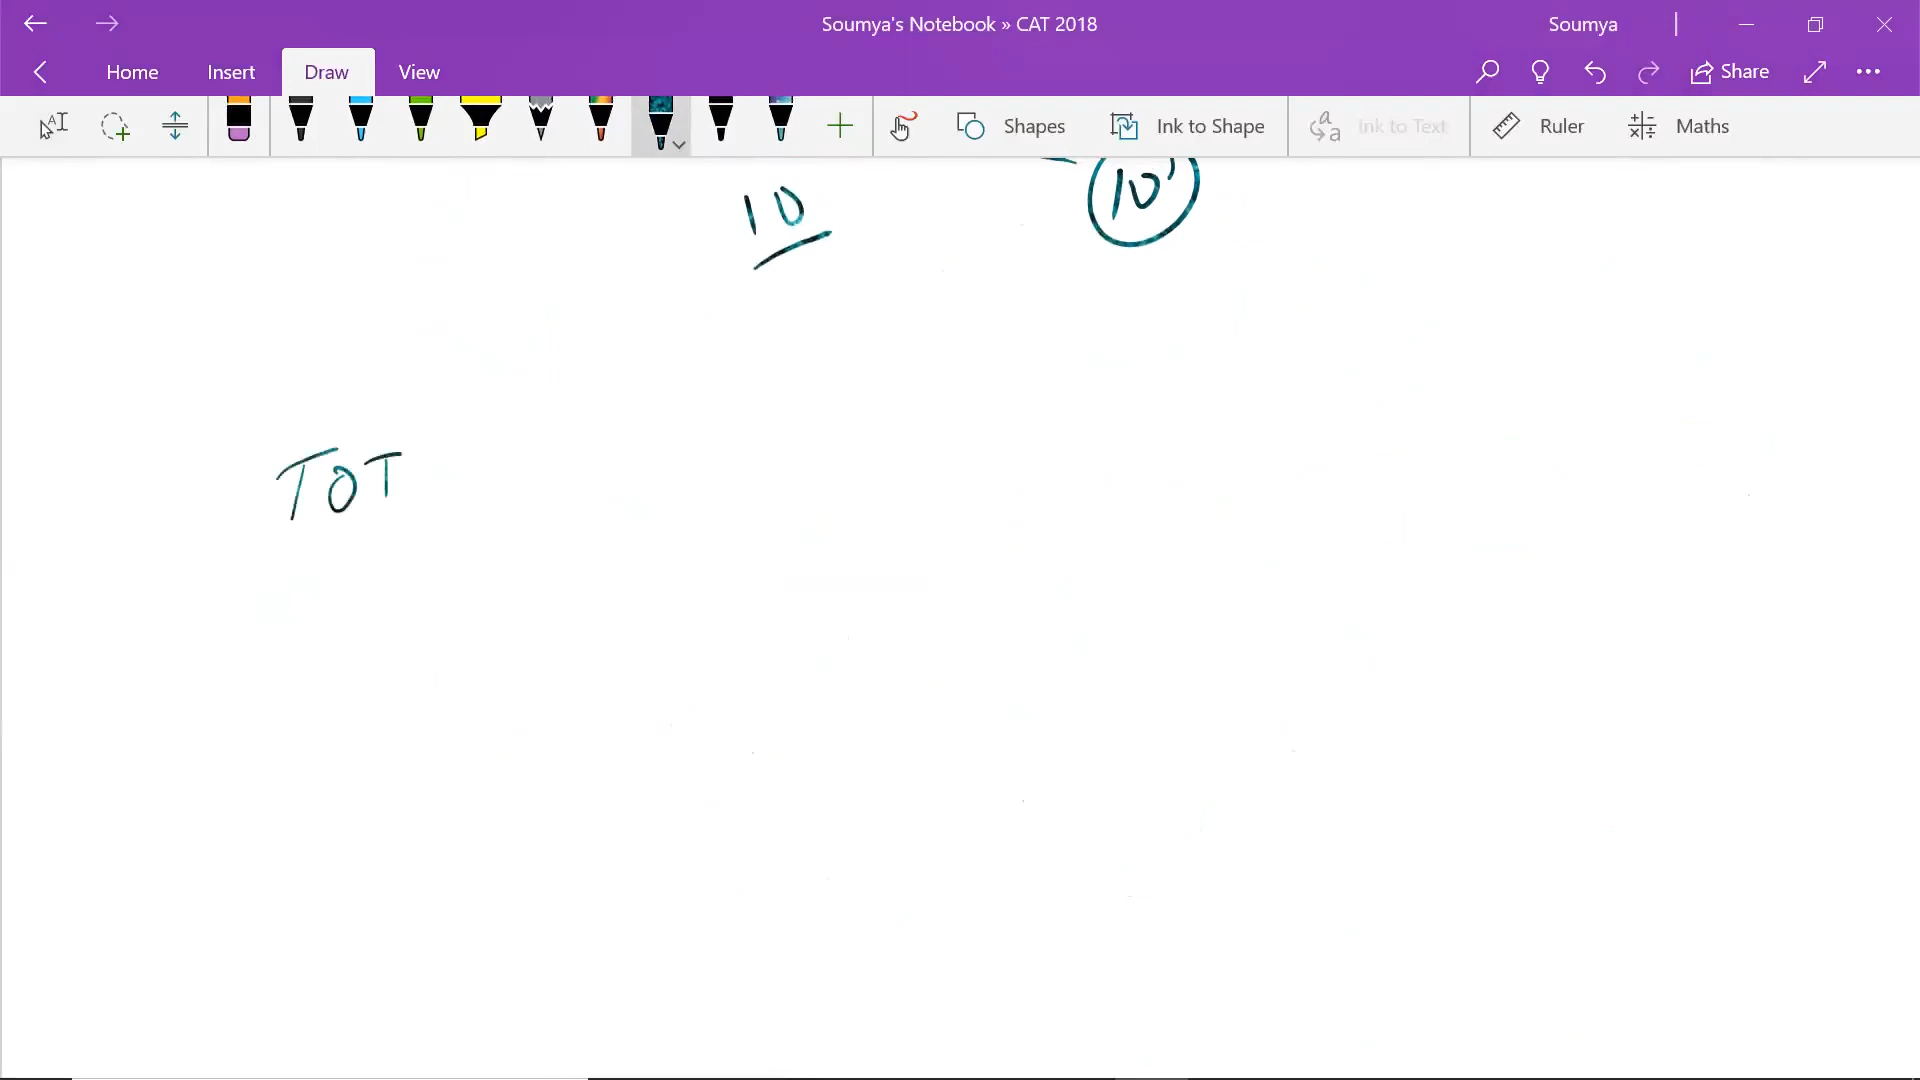 Soumya's Notebook » CAT 2018
Soumya
Home Insert Draw View
Share
Shapes
Ink to Shape
Ink to Text
Ruler
Maths
10
10'
TOT